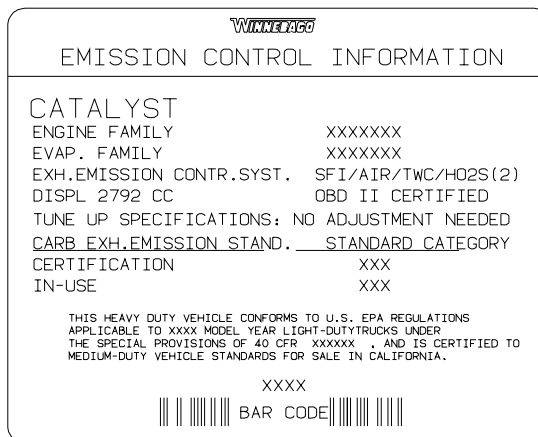 WINNEBAGO
EMISSION CONTROL INFORMATION
CATALYST
ENGINE FAMILY XXXXXXX
EVAP. FAMILY XXXXXXX
EXH.EMISSION CONTR.SYST. SFI/AIR/TWC/HO2S(2)
DISPL 2792 CC OBD II CERTIFIED
TUNE UP SPECIFICATIONS: NO ADJUSTMENT NEEDED
CARB EXH.EMISSION STAND. STANDARD CATEGORY
CERTIFICATION XXX
IN-USE XXX
THIS HEAVY DUTY VEHICLE CONFORMS TO U.S. EPA REGULATIONS
APPLICABLE TO XXXX MODEL YEAR LIGHT-DUTYTRUCKS UNDER
THE SPECIAL PROVISIONS OF 40 CFR XXXXXX , AND IS CERTIFIED TO
MEDIUM-DUTY VEHICLE STANDARDS FOR SALE IN CALIFORNIA.
XXXX
BAR CODE